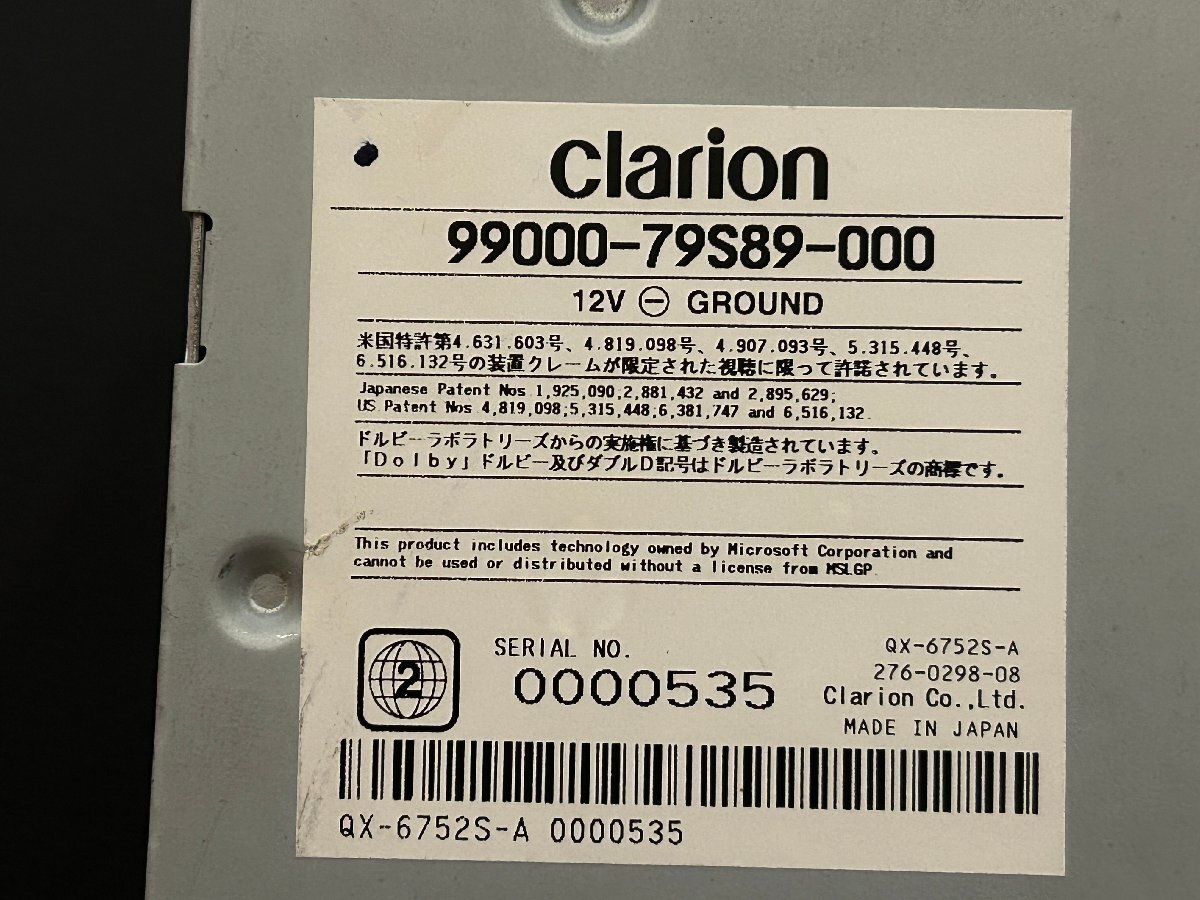 clarion
99000-79S89-000
12V ⊖ GROUND
米国特許第4.631.603号、4.819.098号、4.907.093号、5.315.448号、
6.516.132号の装置クレームが限定された視聴に限って許諾されています。
Japanese Patent Nos 1,925,090;2,881,432 and 2,895,629;
US Patent Nos 4,819,098;5,315,448;6,381,747 and 6,516,132.
ドルビーラボラトリーズからの実施権に基づき製造されています。
「Dolby」ドルビー及びダブルD記号はドルビーラボラトリーズの商標です。
This product includes technology owned by Microsoft Corporation and
cannot be used or distributed without a license from MSLGP.
2
SERIAL NO.
0000535
QX-6752S-A
276-0298-08
Clarion Co.,Ltd.
MADE IN JAPAN
QX-6752S-A 0000535